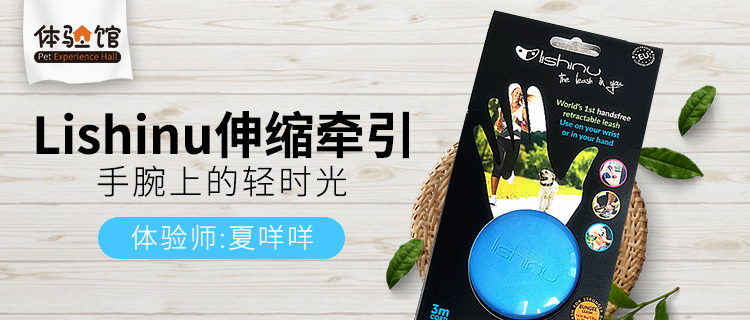 体验馆
Pet Experience Hall
Lishinu伸缩牵引
手腕上的轻时光
体验师:夏咩咩
lishinu
the leash in you
EU
World's 1st handsfree
retractable leash
Use on your wrist
or in your hand
lishinu
3m
CORD